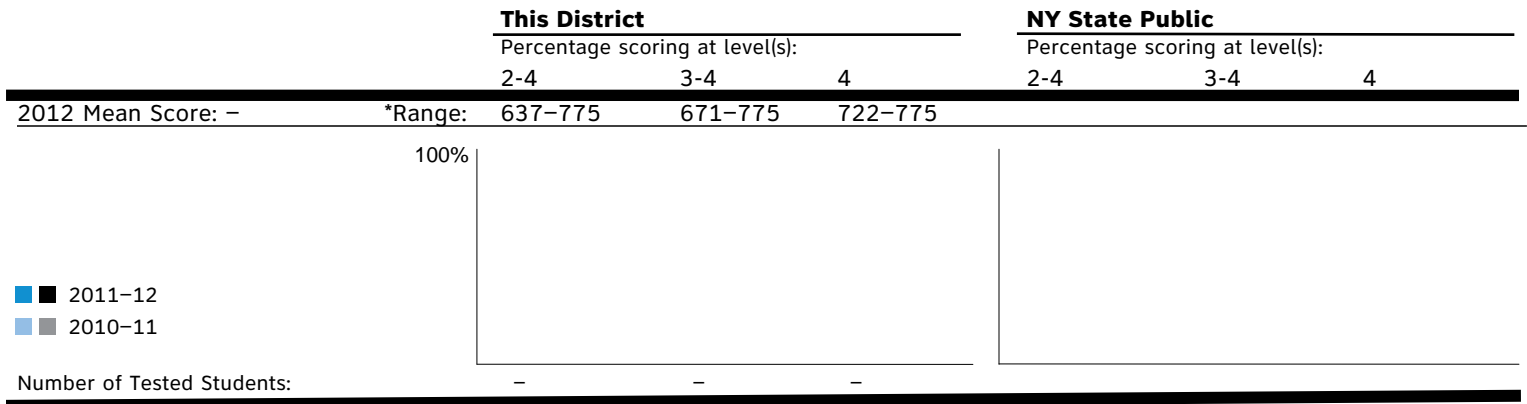 This District NY State Public
Percentage scoring at level(s): Percentage scoring at level(s):
2-4 3-4 4 2-4 3-4 4
2012 Mean Score: – *Range: 637–775 671–775 722–775
100%
2011–12
2010–11
Number of Tested Students: – – –